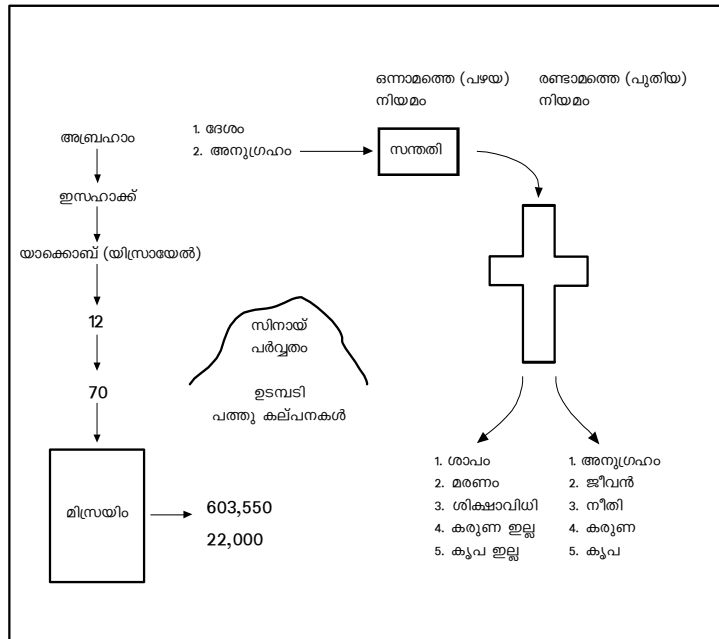 ഒന്നാമത്തെ (പഴയ)
നിയമം
രണ്ടാമത്തെ (പുതിയ)
നിയമം
അബ്രഹാം
1. ദേശം
2. അനുഗ്രഹം
സന്തതി
ഇസഹാക്ക്
യാക്കൊബ് (യിസ്രായേൽ)
12
സിനായ്
പർവ്വതം
70
ഉടമ്പടി
പത്തു കല്പനകൾ
മിസ്രയിം
603,550
22,000
1. ശാപം
2. മരണം
3. ശിക്ഷാവിധി
4. കരുണ ഇല്ല
5. കൃപ ഇല്ല
1. അനുഗ്രഹം
2. ജീവൻ
3. നീതി
4. കരുണ
5. കൃപ